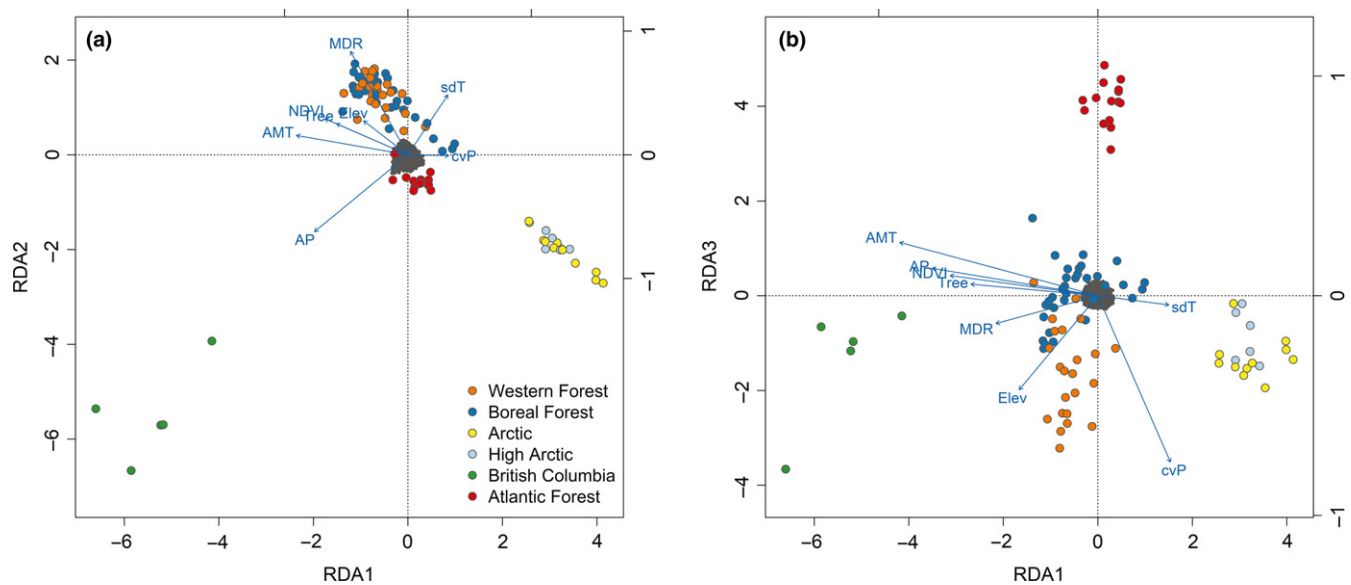 (a)
MDR
sdT
NDVI
Tree
Elev
AMT
cvP
AP
2
0
−2
−4
−6
1
0
−1
RDA2
−6
−4
−2
0
2
4
RDA1
Western Forest
Boreal Forest
Arctic
High Arctic
British Columbia
Atlantic Forest
(b)
AMT
AP
NDVI
Tree
MDR
sdT
Elev
cvP
4
2
0
−2
−4
1
0
−1
RDA3
−6
−4
−2
0
2
4
RDA1